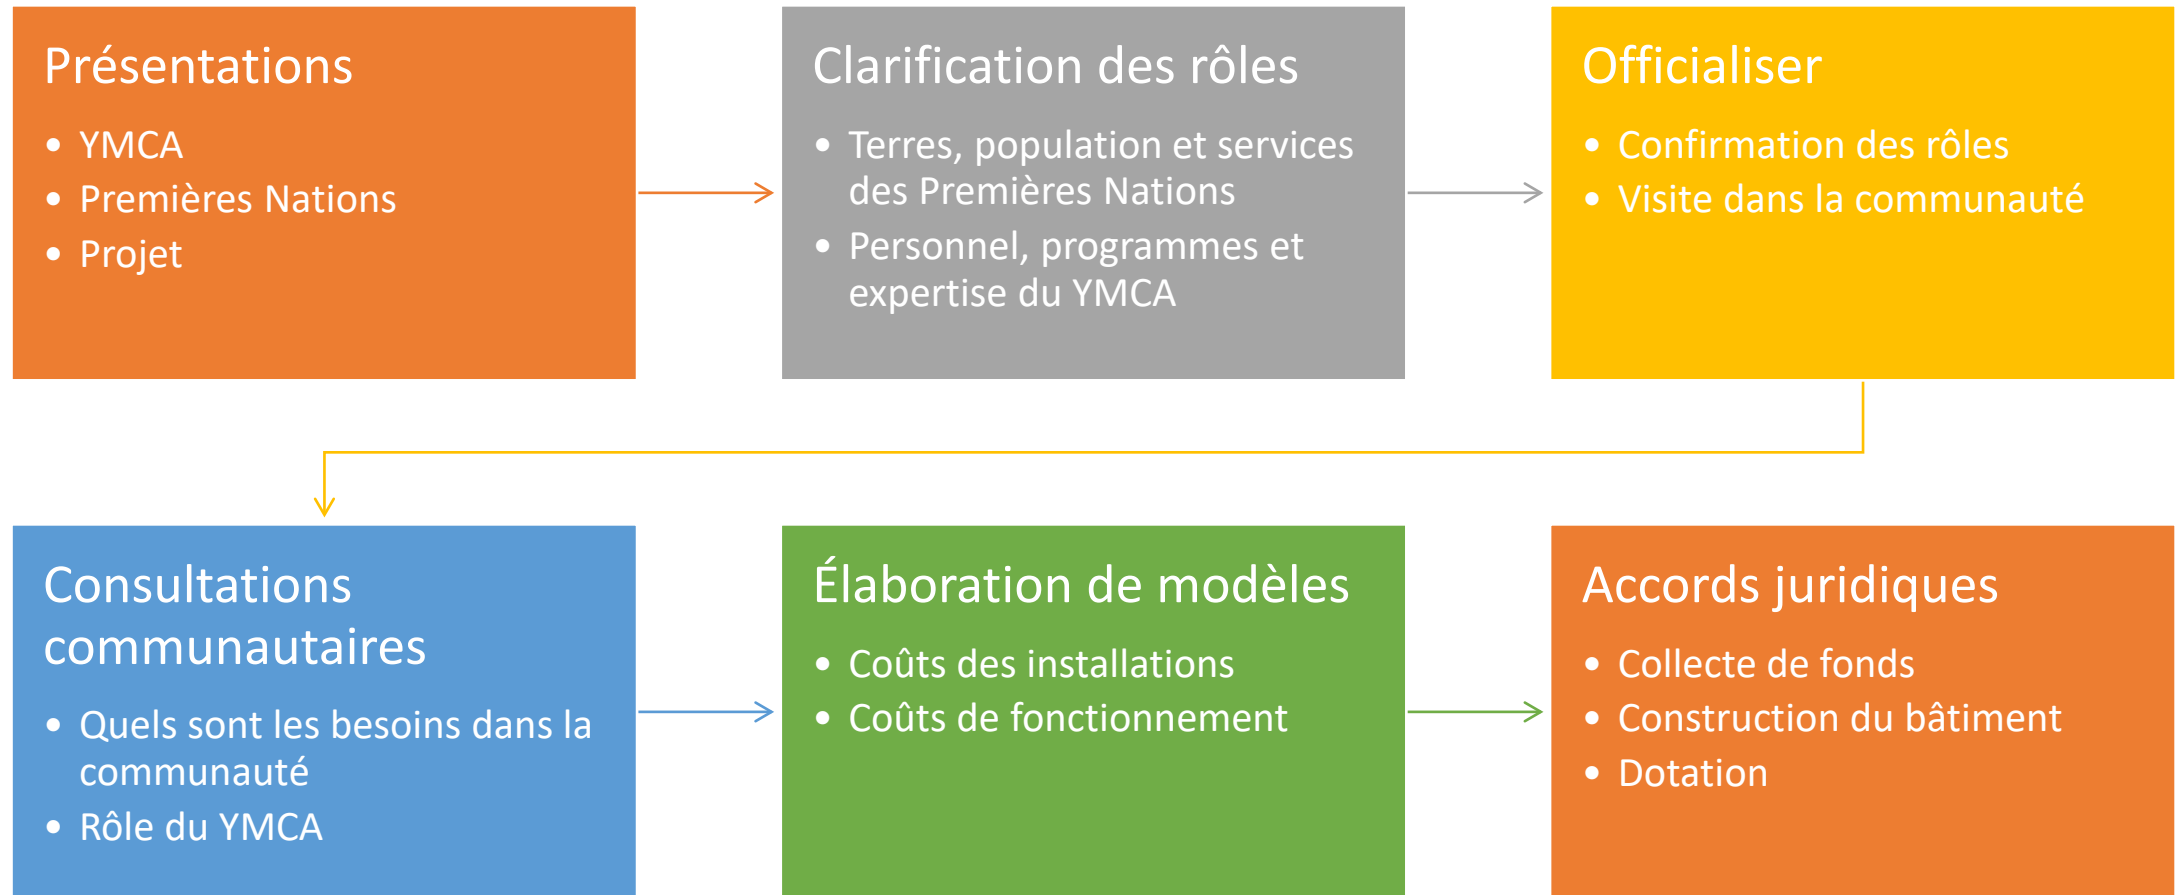 Présentations
• YMCA
• Premières Nations
• Projet
Clarification des rôles
• Terres, population et services
des Premières Nations
• Personnel, programmes et
expertise du YMCA
Officialiser
• Confirmation des rôles
• Visite dans la communauté
Consultations
communautaires
• Quels sont les besoins dans la
communauté
• Rôle du YMCA
Élaboration de modèles
• Coûts des installations
• Coûts de fonctionnement
Accords juridiques
• Collecte de fonds
• Construction du bâtiment
• Dotation